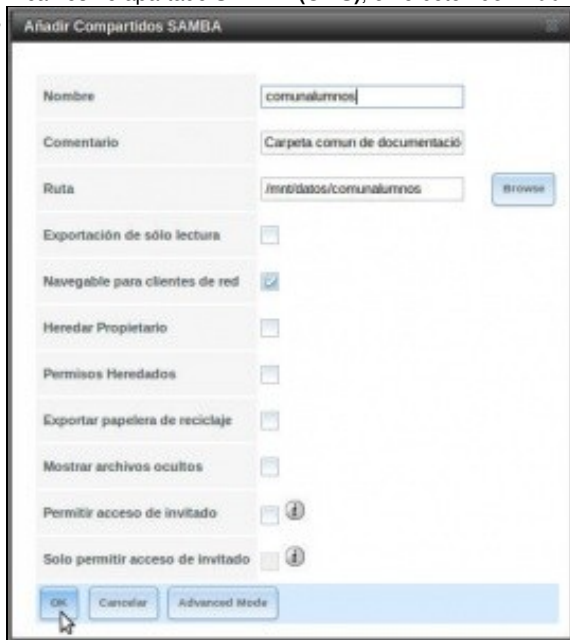 Añadir Compartidos SAMBA
Nombre
comunalumnos
Comentario
Carpeta comun de documentació
Ruta
/mnt/datos/comunalumnos
Browse
Exportación de sólo lectura
Navegable para clientes de red
Heredar Propietario
Permisos Heredados
Exportar papelera de reciclaje
Mostrar archivos ocultos
Permitir acceso de invitado
Solo permitir acceso de invitado
OK
Cancelar
Advanced Mode